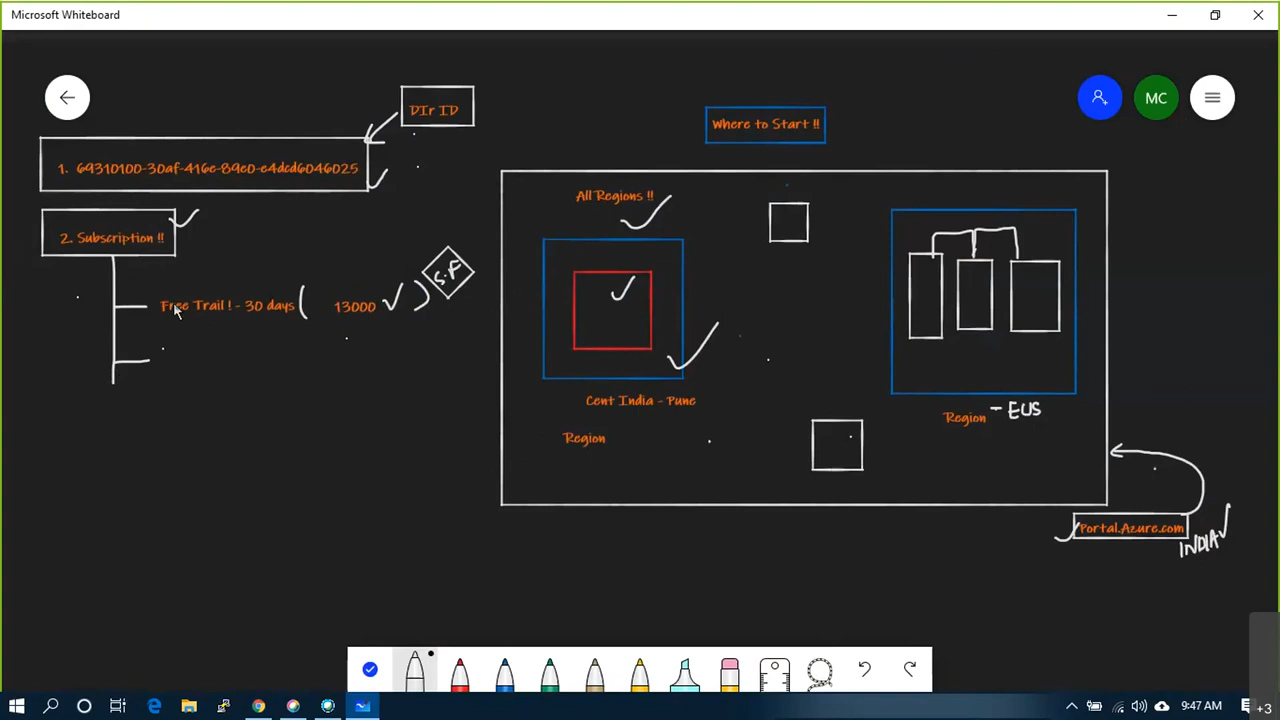 Microsoft Whiteboard
DIr ID
MC
Where to Start !!
1. 69310100-30af-416e-89e0-e4dcd6046025
All Regions !!
2. Subscription !!
S.F
Free Trail ! - 30 days ( 13000 )
Cent India - Pune
Region - EUS
Region
Portal.Azure.com
INDIA
9:47 AM
+3